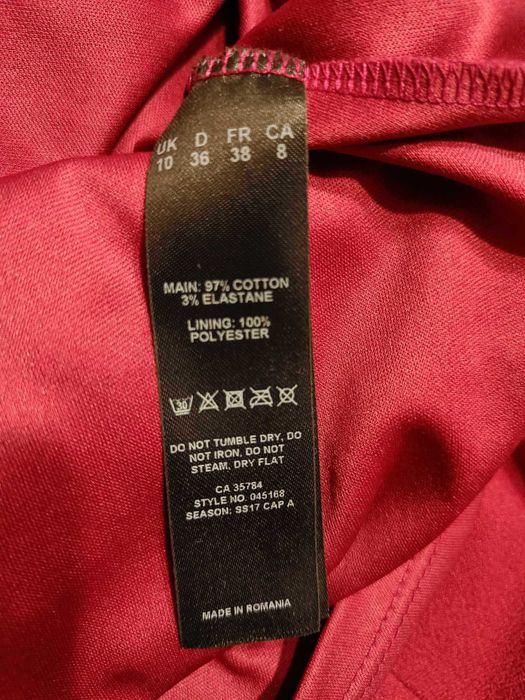 UK D FR CA
10 36 38 8
MAIN: 97% COTTON
3% ELASTANE
LINING: 100%
POLYESTER
30
DO NOT TUMBLE DRY, DO
NOT IRON, DO NOT
STEAM, DRY FLAT
CA 35784
STYLE NO. 045168
SEASON: SS17 CAP A
MADE IN ROMANIA